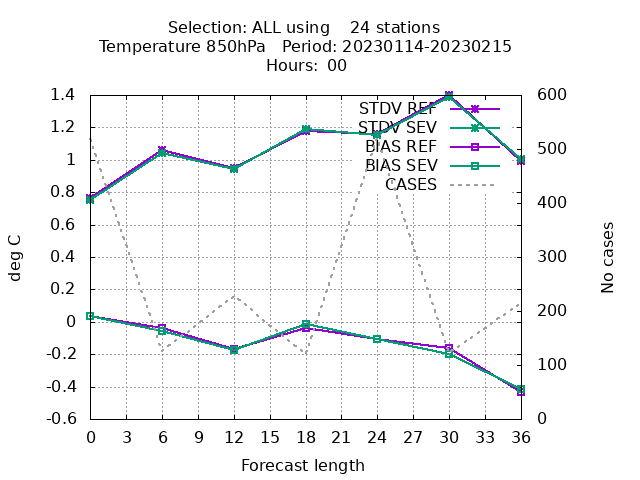 Selection: ALL using 24 stations
Temperature 850hPa Period: 20230114-20230215
Hours: 00
1.4
1.2
1
0.8
0.6
0.4
0.2
0
-0.2
-0.4
-0.6
deg C
STDV REF
STDV SEV
BIAS REF
BIAS SEV
CASES
600
500
400
300
200
100
0
No cases
0 3 6 9 12 15 18 21 24 27 30 33 36
Forecast length